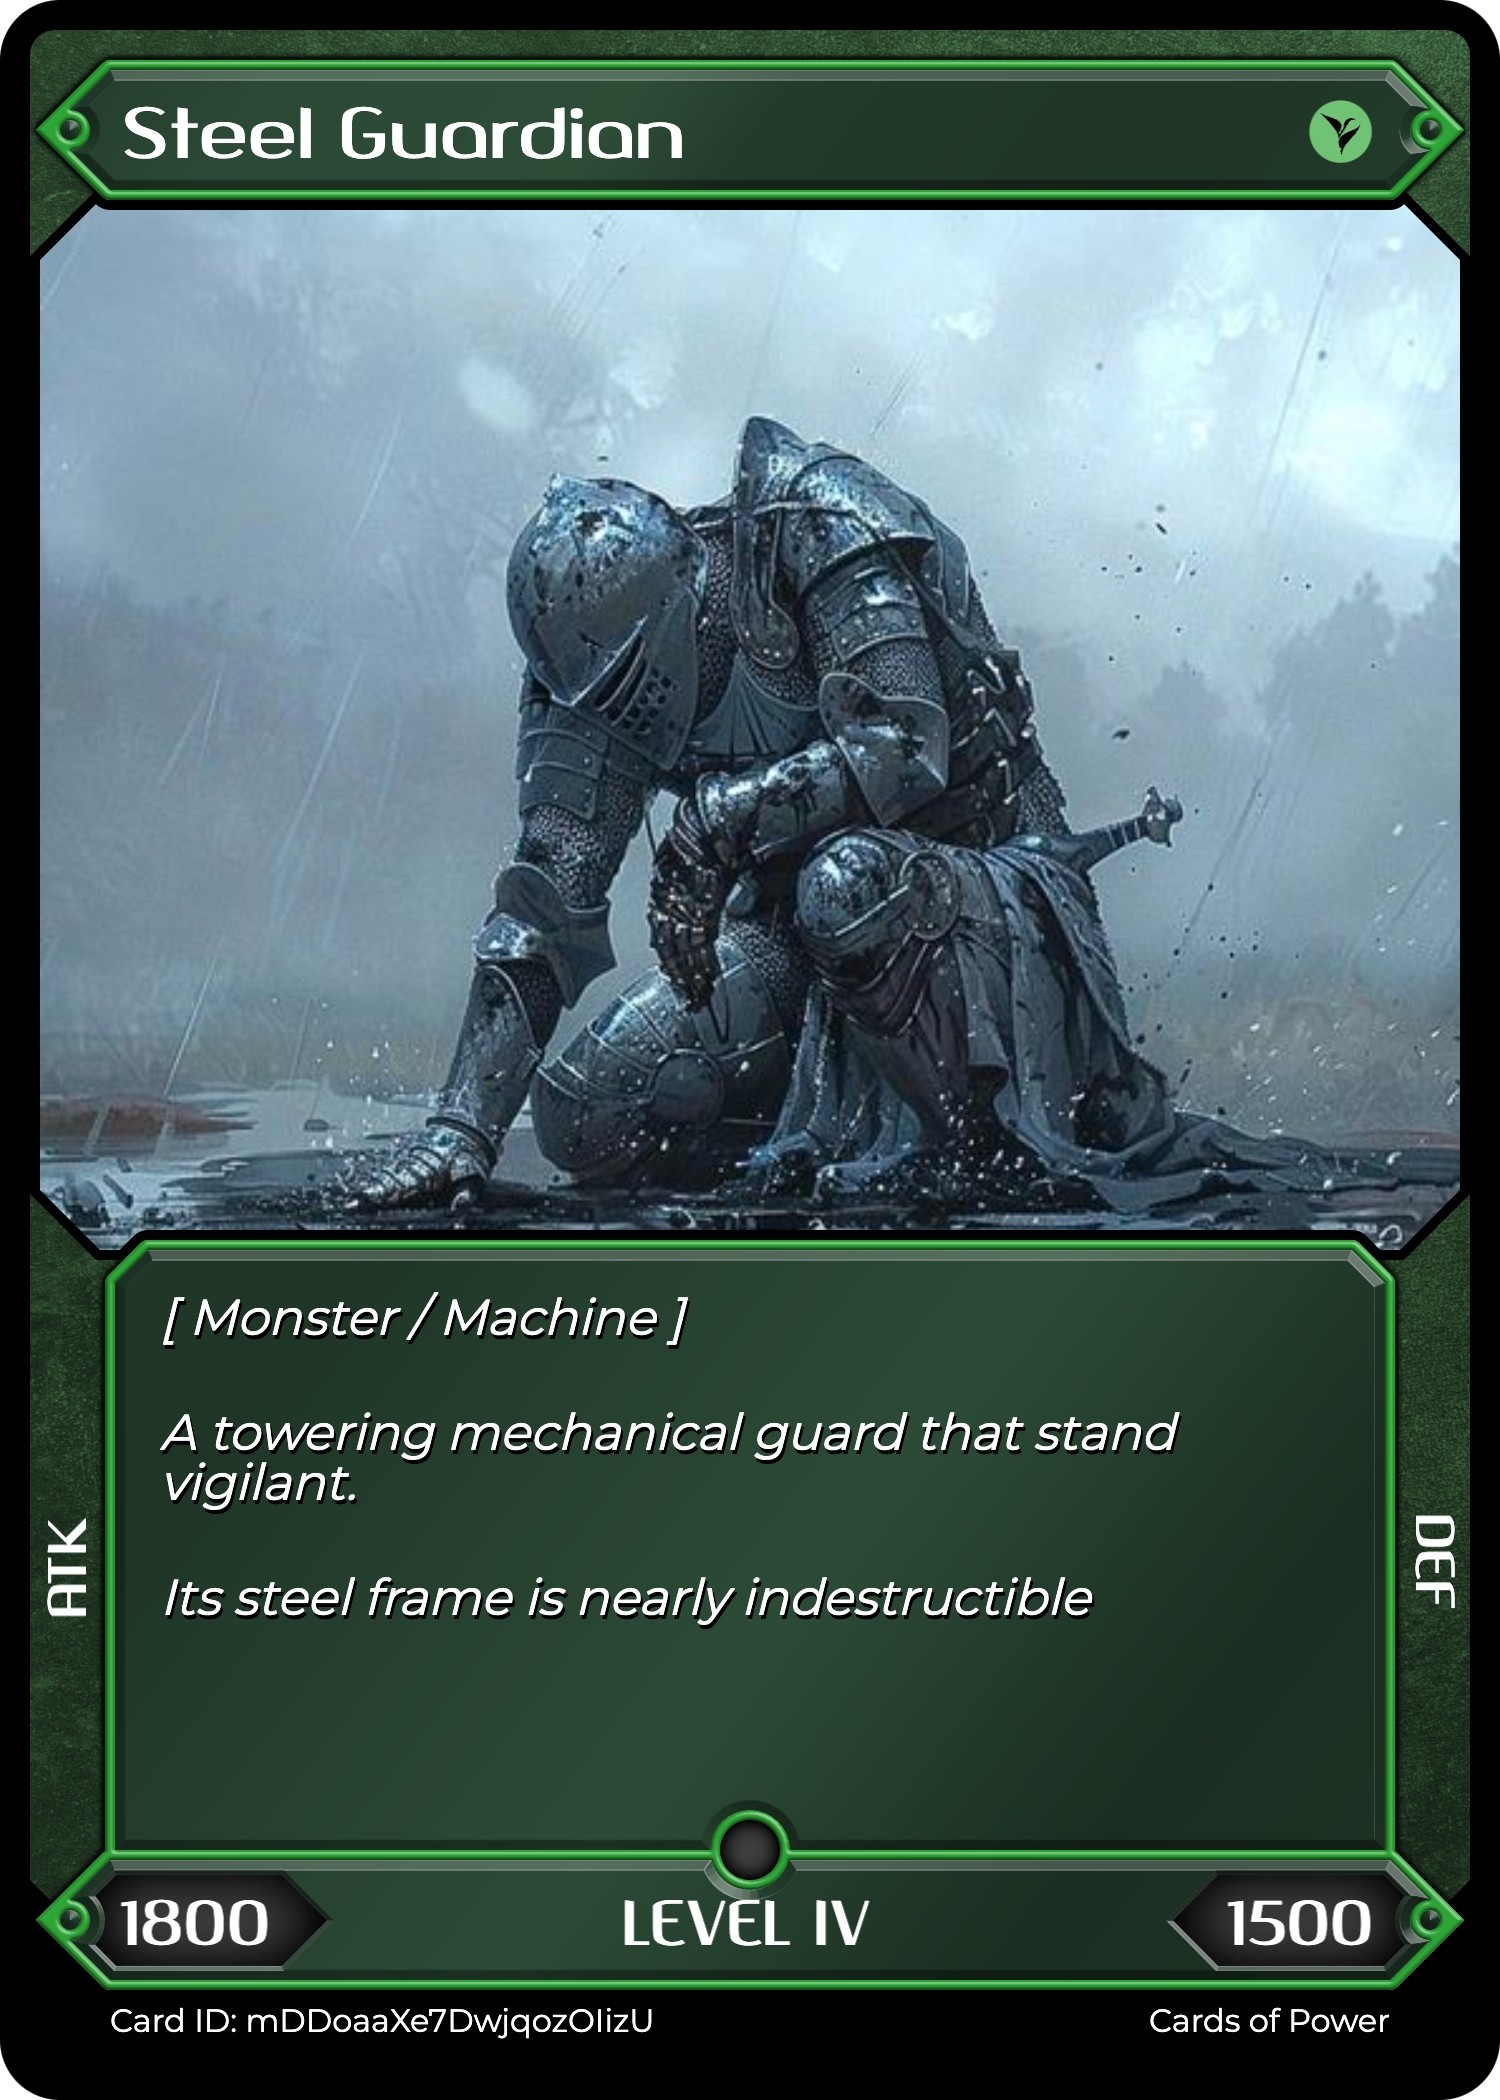 Steel Guardian
[ Monster / Machine ]
A towering mechanical guard that stand
vigilant.
Its steel frame is nearly indestructible
ATK
DEF
1800
LEVEL IV
1500
Card ID: mDDoaaXe7DwjqozOIizU
Cards of Power